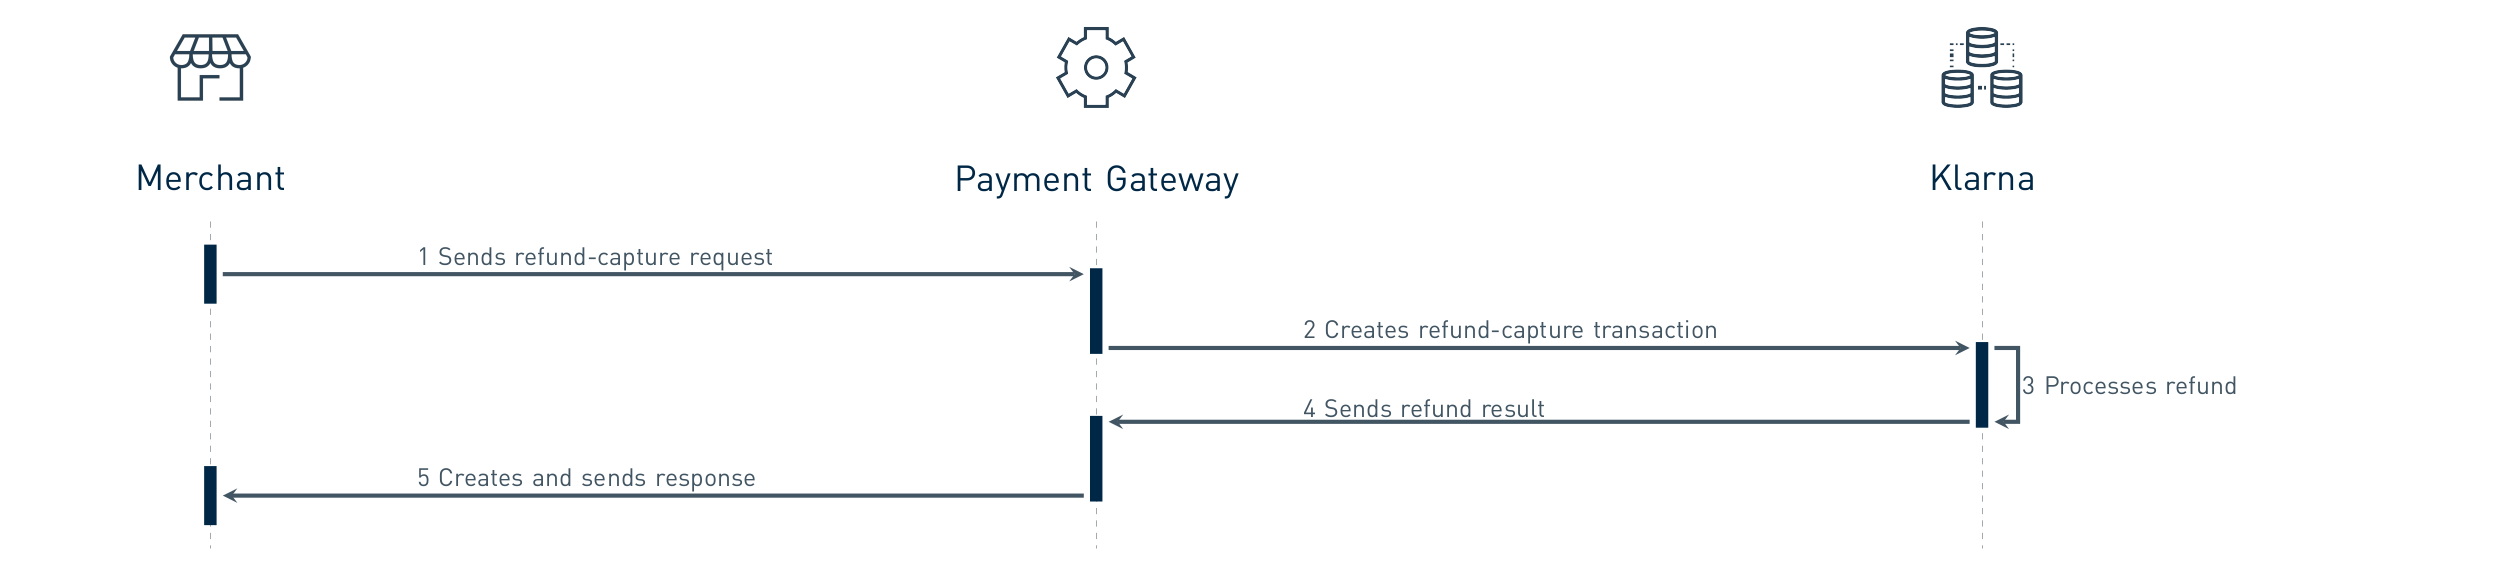 Merchant
Payment Gateway
Klarna
1 Sends refund-capture request
2 Creates refund-capture transaction
3 Processes refund
4 Sends refund result
5 Creates and sends response